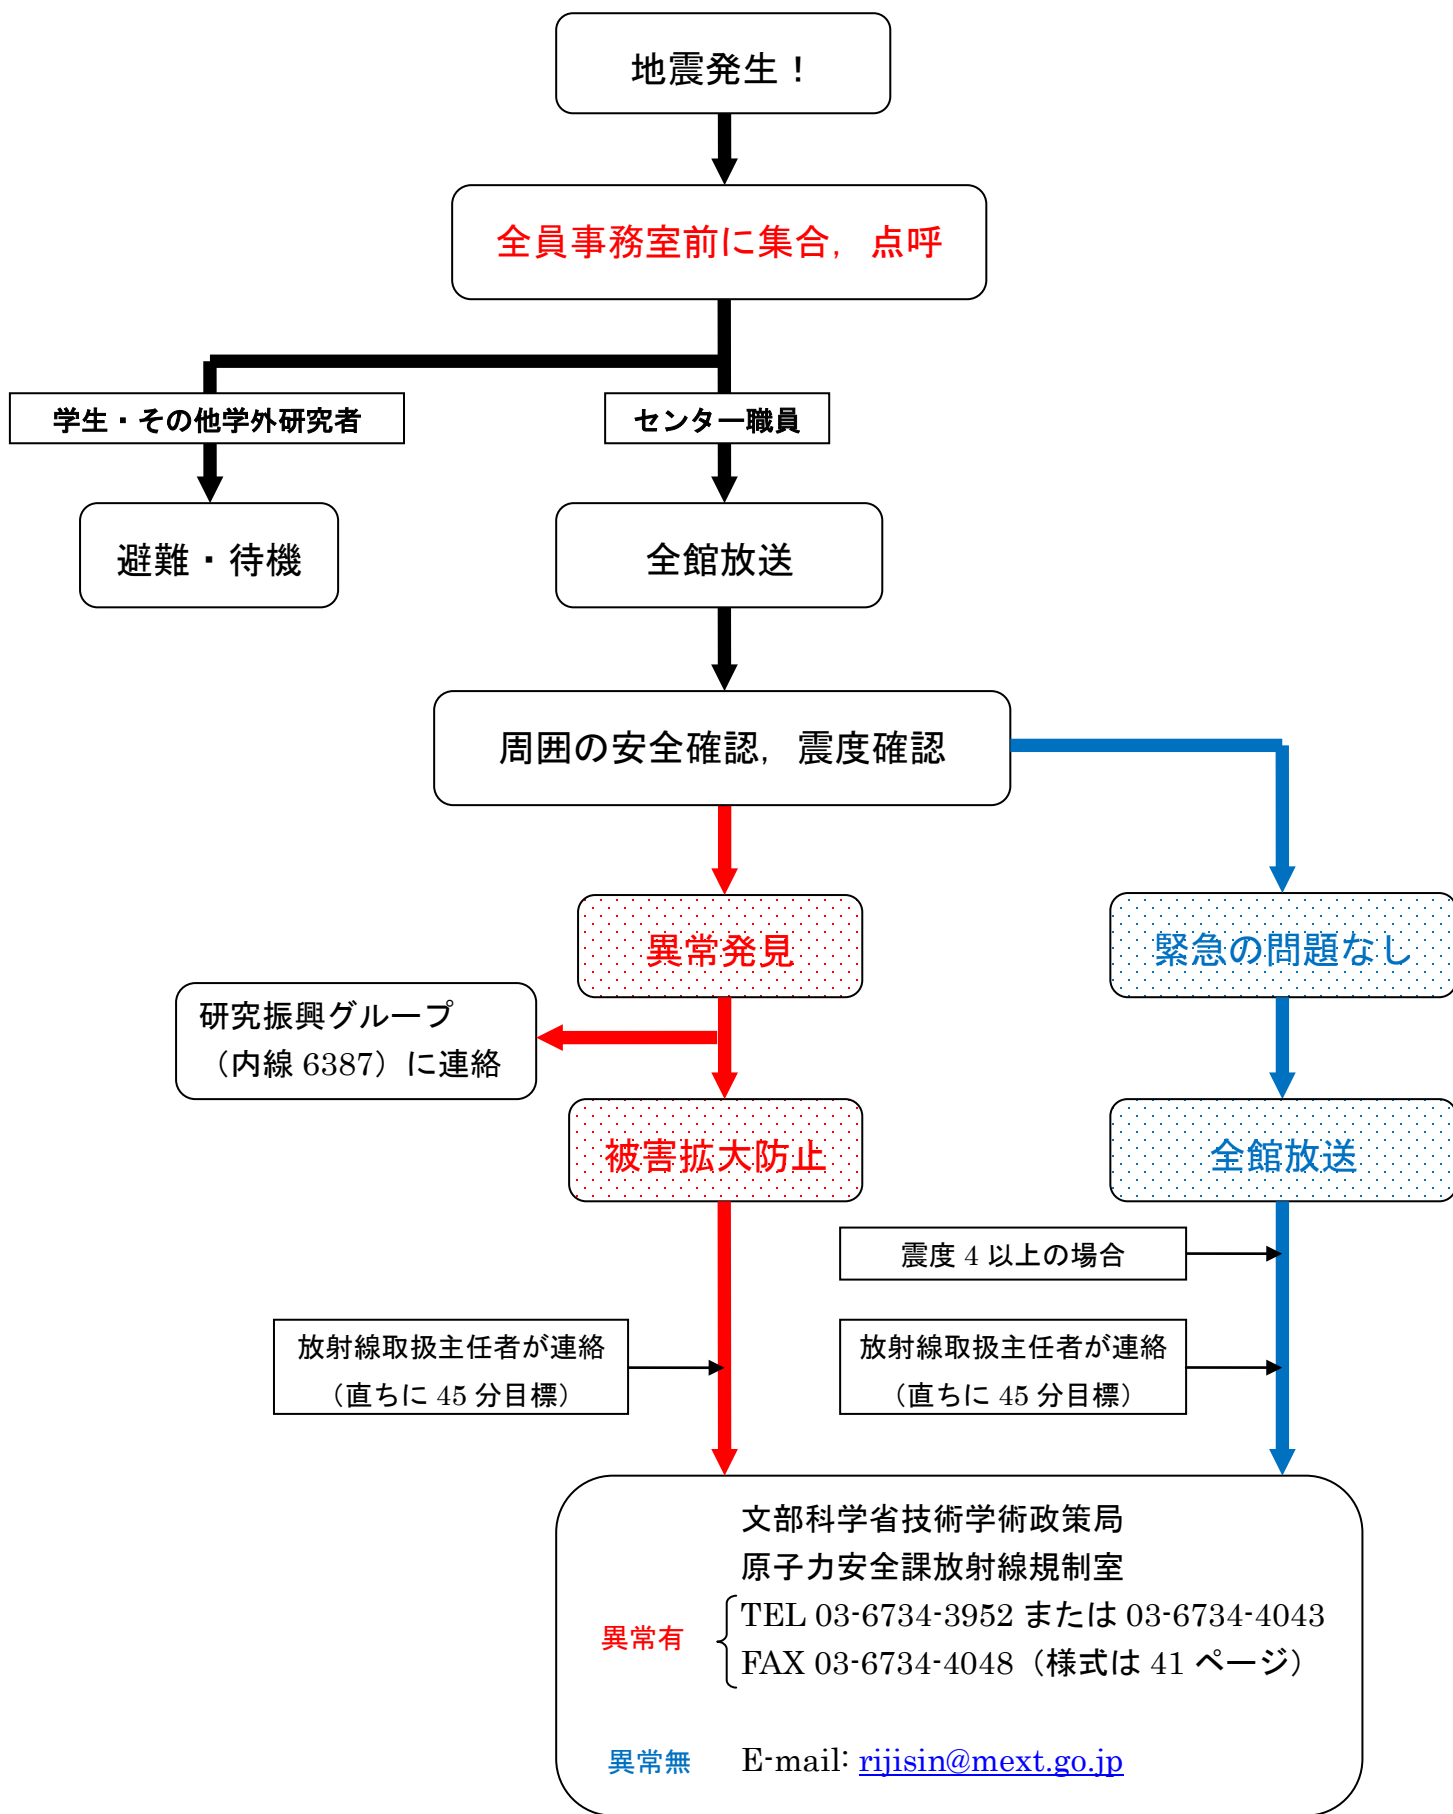 地震発生！
全員事務室前に集合，点呼
学生・その他学外研究者
センター職員
避難・待機
全館放送
周囲の安全確認，震度確認
異常発見
緊急の問題なし
研究振興グループ
（内線 6387）に連絡
被害拡大防止
全館放送
震度 4 以上の場合
放射線取扱主任者が連絡
（直ちに 45 分目標）
放射線取扱主任者が連絡
（直ちに 45 分目標）
文部科学省技術学術政策局
原子力安全課放射線規制室
異常有
TEL 03-6734-3952 または 03-6734-4043
FAX 03-6734-4048（様式は 41 ページ）
異常無 E-mail: rijisin@mext.go.jp